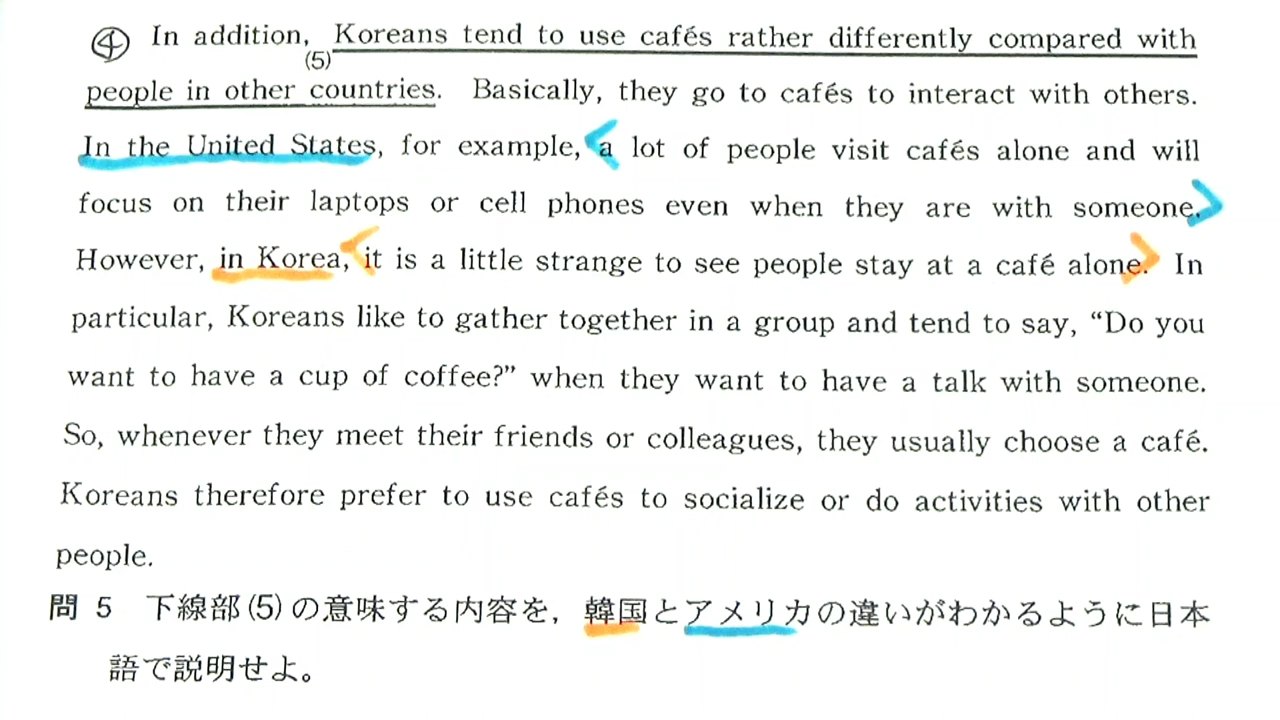 ④ In addition, Koreans tend to use cafés rather differently compared with
(5)
people in other countries. Basically, they go to cafés to interact with others.
In the United States, for example, a lot of people visit cafés alone and will
focus on their laptops or cell phones even when they are with someone.
However, in Korea, it is a little strange to see people stay at a café alone. In
particular, Koreans like to gather together in a group and tend to say, “Do you
want to have a cup of coffee?” when they want to have a talk with someone.
So, whenever they meet their friends or colleagues, they usually choose a café.
Koreans therefore prefer to use cafés to socialize or do activities with other
people.
問 5 下線部(5)の意味する内容を，韓国とアメリカの違いがわかるように日本
語で説明せよ。